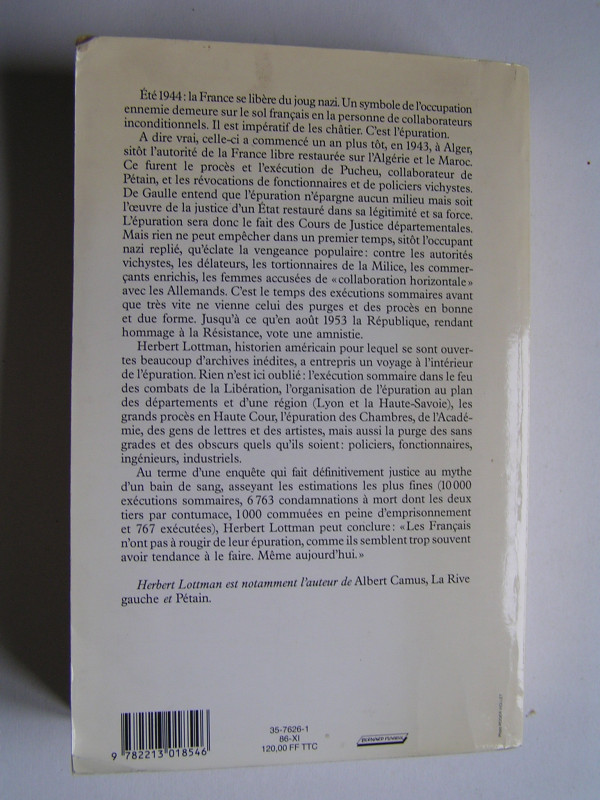 Été 1944 : la France se libère du joug nazi. Un symbole de l'occupation
ennemie demeure sur le sol français en la personne de collaborateurs
inconditionnels. Il est impératif de les châtier. C'est l'épuration.
A dire vrai, celle-ci a commencé un an plus tôt, en 1943, à Alger,
sitôt l'autorité de la France libre restaurée sur l'Algérie et le Maroc.
Ce furent le procès et l'exécution de Pucheu, collaborateur de
Pétain, et les révocations de fonctionnaires et de policiers vichystes.
De Gaulle entend que l'épuration n'épargne aucun milieu mais soit
l'œuvre de la justice d'un État restauré dans sa légitimité et sa force.
L'épuration sera donc le fait des Cours de Justice départementales.
Mais rien ne peut empêcher dans un premier temps, sitôt l'occupant
nazi replié, qu'éclate la vengeance populaire : contre les autorités
vichystes, les délateurs, les tortionnaires de la Milice, les commer-
çants enrichis, les femmes accusées de « collaboration horizontale »
avec les Allemands. C'est le temps des exécutions sommaires avant
que très vite ne vienne celui des purges et des procès en bonne
et due forme. Jusqu'à ce qu'en août 1953 la République, rendant
hommage à la Résistance, vote une amnistie.
Herbert Lottman, historien américain pour lequel se sont ouver-
tes beaucoup d'archives inédites, a entrepris un voyage à l'intérieur
de l'épuration. Rien n'est ici oublié : l'exécution sommaire dans le feu
des combats de la Libération, l'organisation de l'épuration au plan
des départements et d'une région (Lyon et la Haute-Savoie), les
grands procès en Haute Cour, l'épuration des Chambres, de l'Acadé-
mie, des gens de lettres et des artistes, mais aussi la purge des sans
grades et des obscurs quels qu'ils soient : policiers, fonctionnaires,
ingénieurs, industriels.
Au terme d'une enquête qui fait définitivement justice au mythe
d'un bain de sang, asseyant les estimations les plus fines (10 000
exécutions sommaires, 6 763 condamnations à mort dont les deux
tiers par contumace, 1 000 commuées en peine d'emprisonnement
et 767 exécutées), Herbert Lottman peut conclure : « Les Français
n'ont pas à rougir de leur épuration, comme ils semblent trop souvent
avoir tendance à le faire. Même aujourd'hui. »
Herbert Lottman est notamment l'auteur de Albert Camus, La Rive
gauche et Pétain.
35-7626-1
86-XI
120,00 FF TTC
9 782213 018546